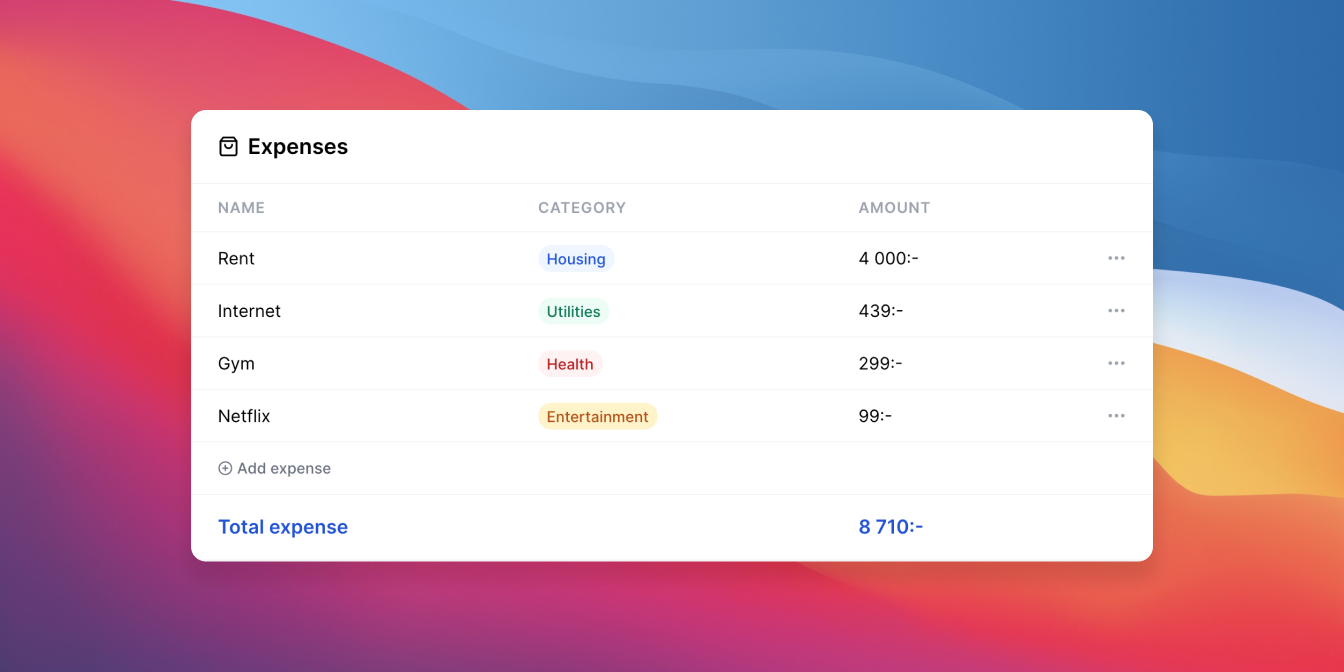 Expenses
NAME CATEGORY AMOUNT
Rent Housing 4 000:-
Internet Utilities 439:-
Gym Health 299:-
Netflix Entertainment 99:-
Add expense
Total expense 8 710:-